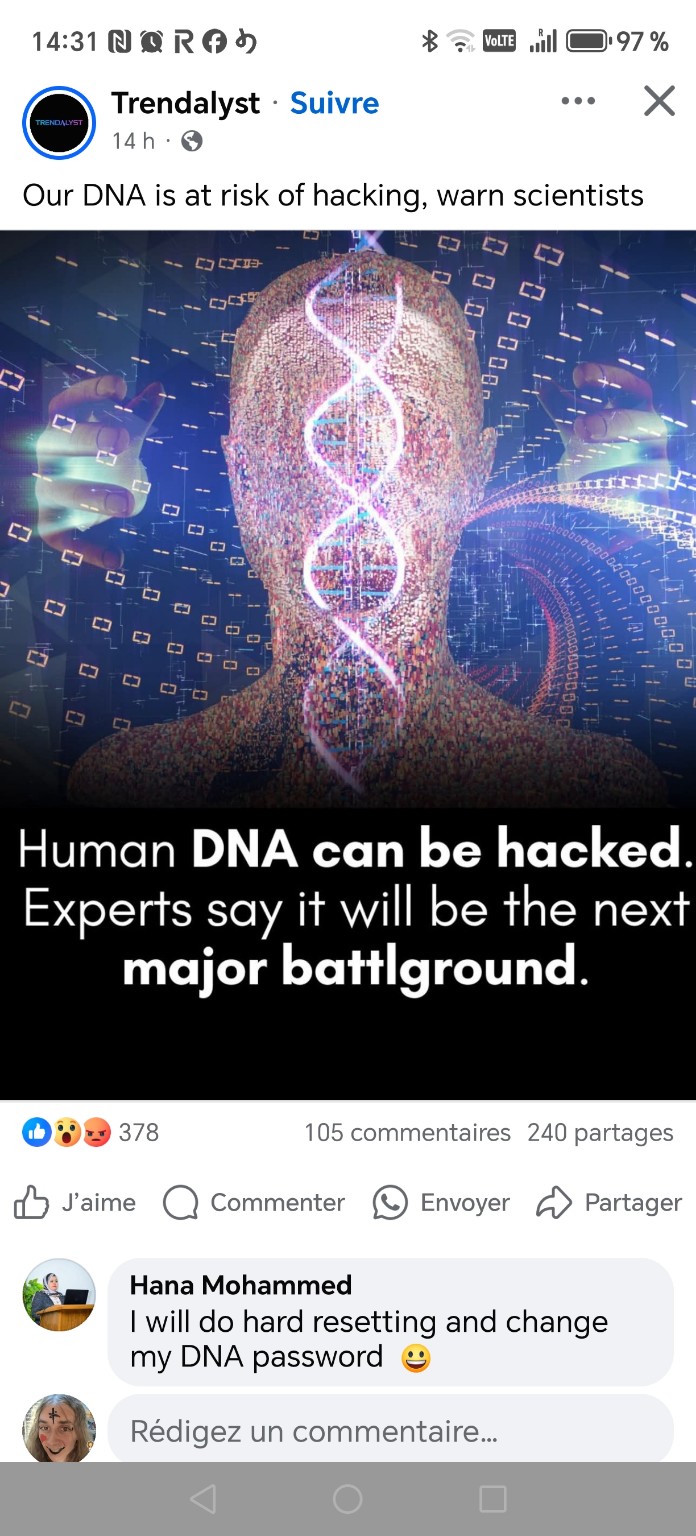 14:31
VoLTE
R
97 %
Trendalyst · Suivre
TRENDALYST
14 h ·
Our DNA is at risk of hacking, warn scientists
Human DNA can be hacked.
Experts say it will be the next
major battlground.
378
105 commentaires 240 partages
J’aime
Commenter
Envoyer
Partager
Hana Mohammed
I will do hard resetting and change
my DNA password 😀
Rédigez un commentaire...